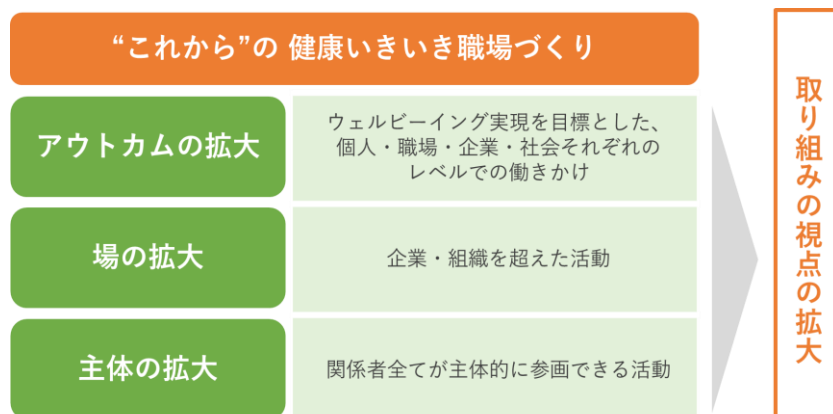 “これから”の 健康いきいき職場づくり
アウトカムの拡大
ウェルビーイング実現を目標とした、
個人・職場・企業・社会それぞれの
レベルでの働きかけ
場の拡大
企業・組織を超えた活動
主体の拡大
関係者全てが主体的に参画できる活動
取り組みの視点の拡大